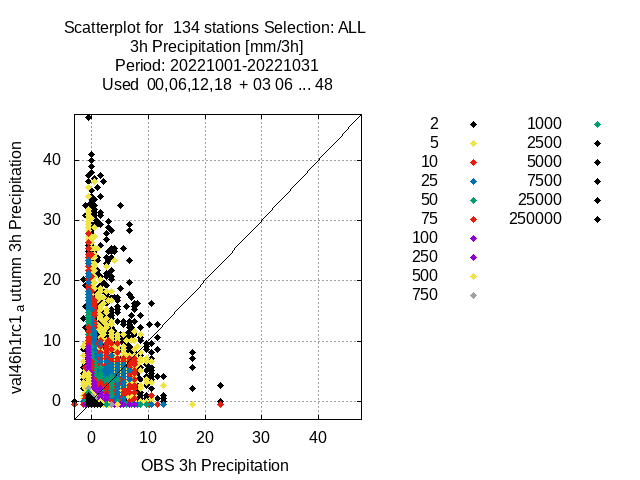 Scatterplot for  134 stations Selection: ALL
3h Precipitation [mm/3h]
Period: 20221001-20221031
Used  00,06,12,18  + 03 06 ... 48
val46h1rc1 a utumn 3h Precipitation
40
30
20
10
0
0 10 20 30 40
OBS 3h Precipitation
2 1000
5 2500
10 5000
25 7500
50 25000
75 250000
100
250
500
750